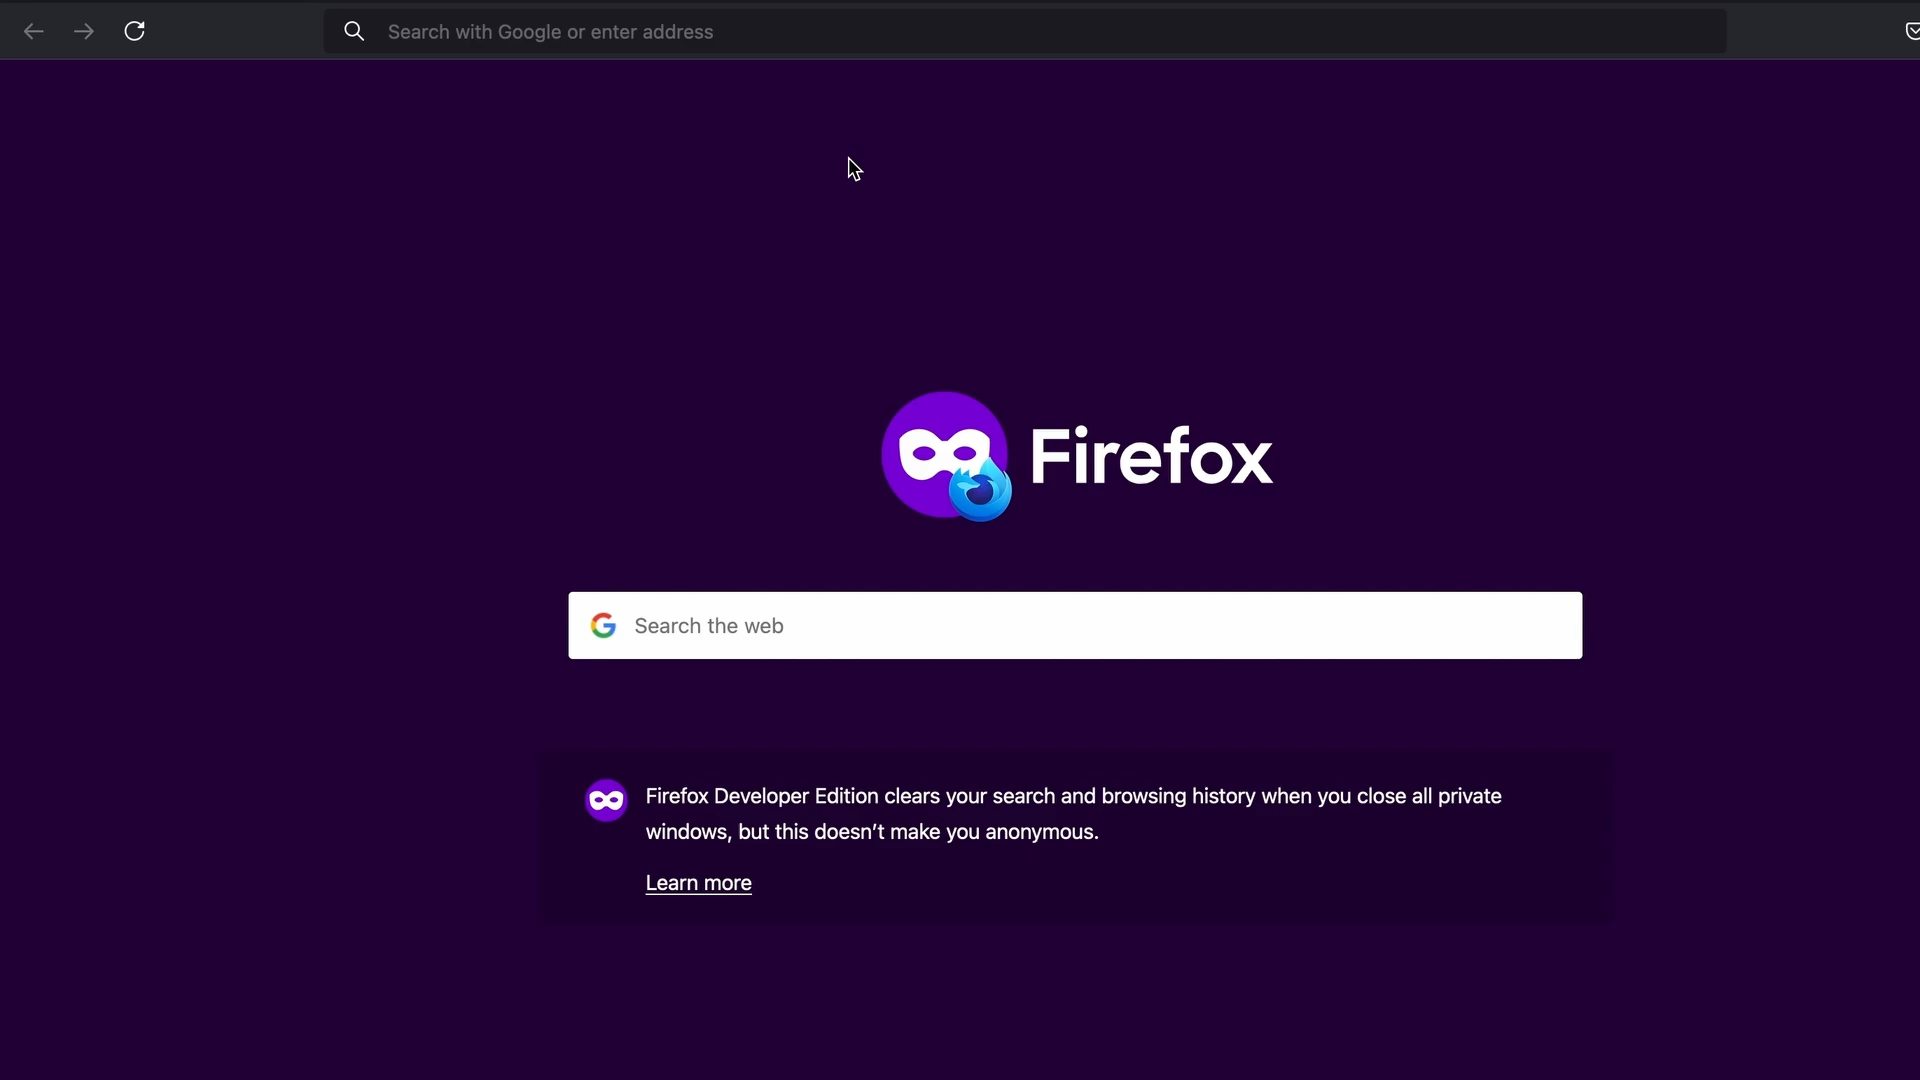 Search with Google or enter address
Firefox
Search the web
Firefox Developer Edition clears your search and browsing history when you close all private
windows, but this doesn’t make you anonymous.
Learn more